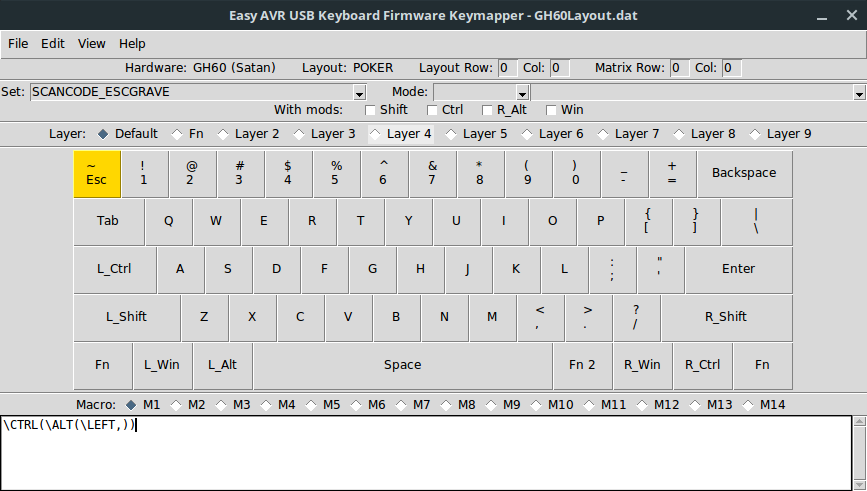 Easy AVR USB Keyboard Firmware Keymapper - GH60Layout.dat
File Edit View Help
Hardware: GH60 (Satan) Layout: POKER Layout Row: 0 Col: 0 Matrix Row: 0 Col: 0
Set: SCANCODE_ESCGRAVE Mode:
With mods: Shift Ctrl R_Alt Win
Layer: Default Fn Layer 2 Layer 3 Layer 4 Layer 5 Layer 6 Layer 7 Layer 8 Layer 9
~ ! @ # $ % ^ & * ( ) _ +
Esc 1 2 3 4 5 6 7 8 9 0 - = Backspace
Tab Q W E R T Y U I O P { } |
[ ] \
L_Ctrl A S D F G H J K L : " Enter
; '
L_Shift Z X C V B N M < > ? R_Shift
, . /
Fn L_Win L_Alt Space Fn 2 R_Win R_Ctrl Fn
Macro: M1 M2 M3 M4 M5 M6 M7 M8 M9 M10 M11 M12 M13 M14
\CTRL(\ALT(\LEFT,))